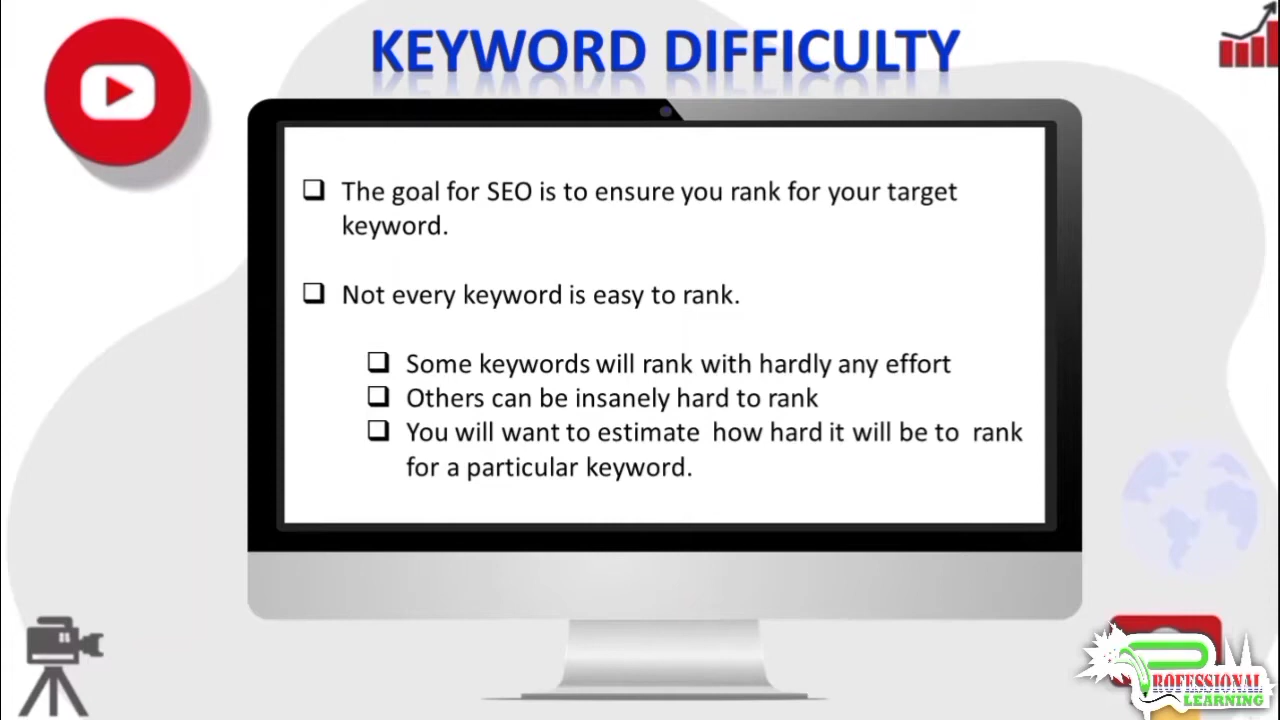 KEYWORD DIFFICULTY
❑ The goal for SEO is to ensure you rank for your target
keyword.
❑ Not every keyword is easy to rank.
❑ Some keywords will rank with hardly any effort
❑ Others can be insanely hard to rank
❑ You will want to estimate how hard it will be to rank
for a particular keyword.
PROFESSIONAL
LEARNING